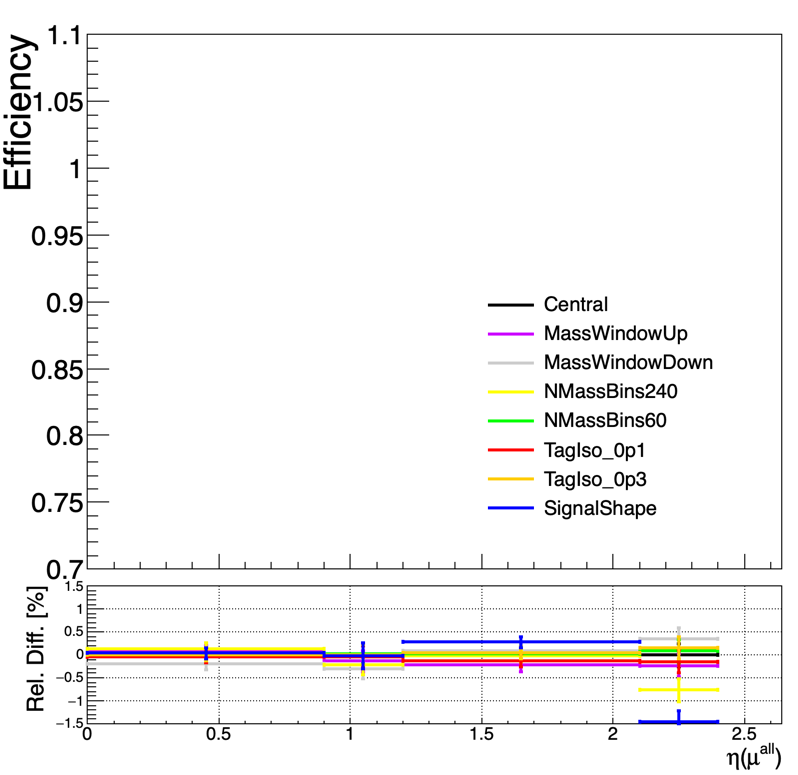 Efficiency
1.1
1.05
1
0.95
0.9
0.85
0.8
0.75
0.7
Central
MassWindowUp
MassWindowDown
NMassBins240
NMassBins60
TagIso_0p1
TagIso_0p3
SignalShape
Rel. Diff. [%]
1.5
1
0.5
0
−0.5
−1
−1.5
0 0.5 1 1.5 2 2.5
η(μ^all)